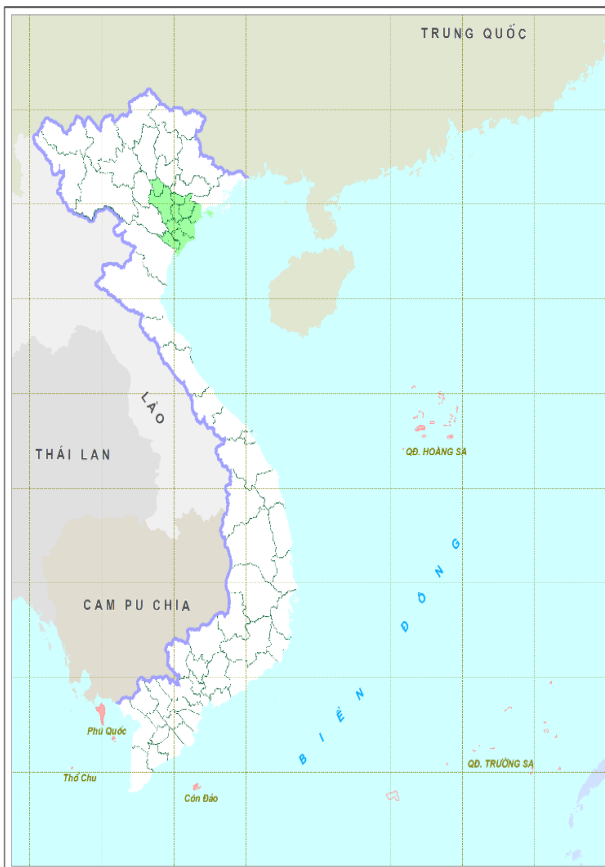 TRUNG QUỐC
LÀO
THÁI LAN
QĐ. HOÀNG SA
BIỂN ĐÔNG
CAM PU CHIA
Phú Quốc
Thổ Chu
Côn Đảo
QĐ. TRƯỜNG SA